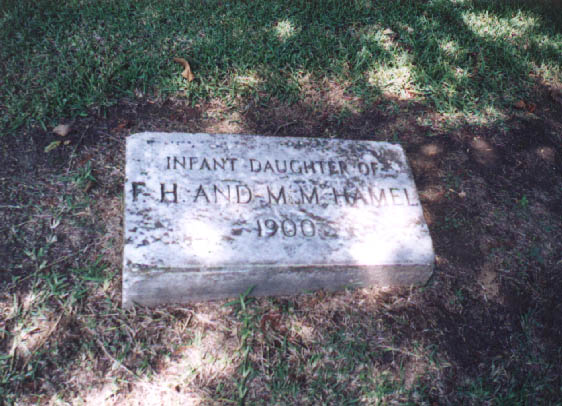 INFANT DAUGHTER OF
F. H. AND M. M. HAMEL
1900